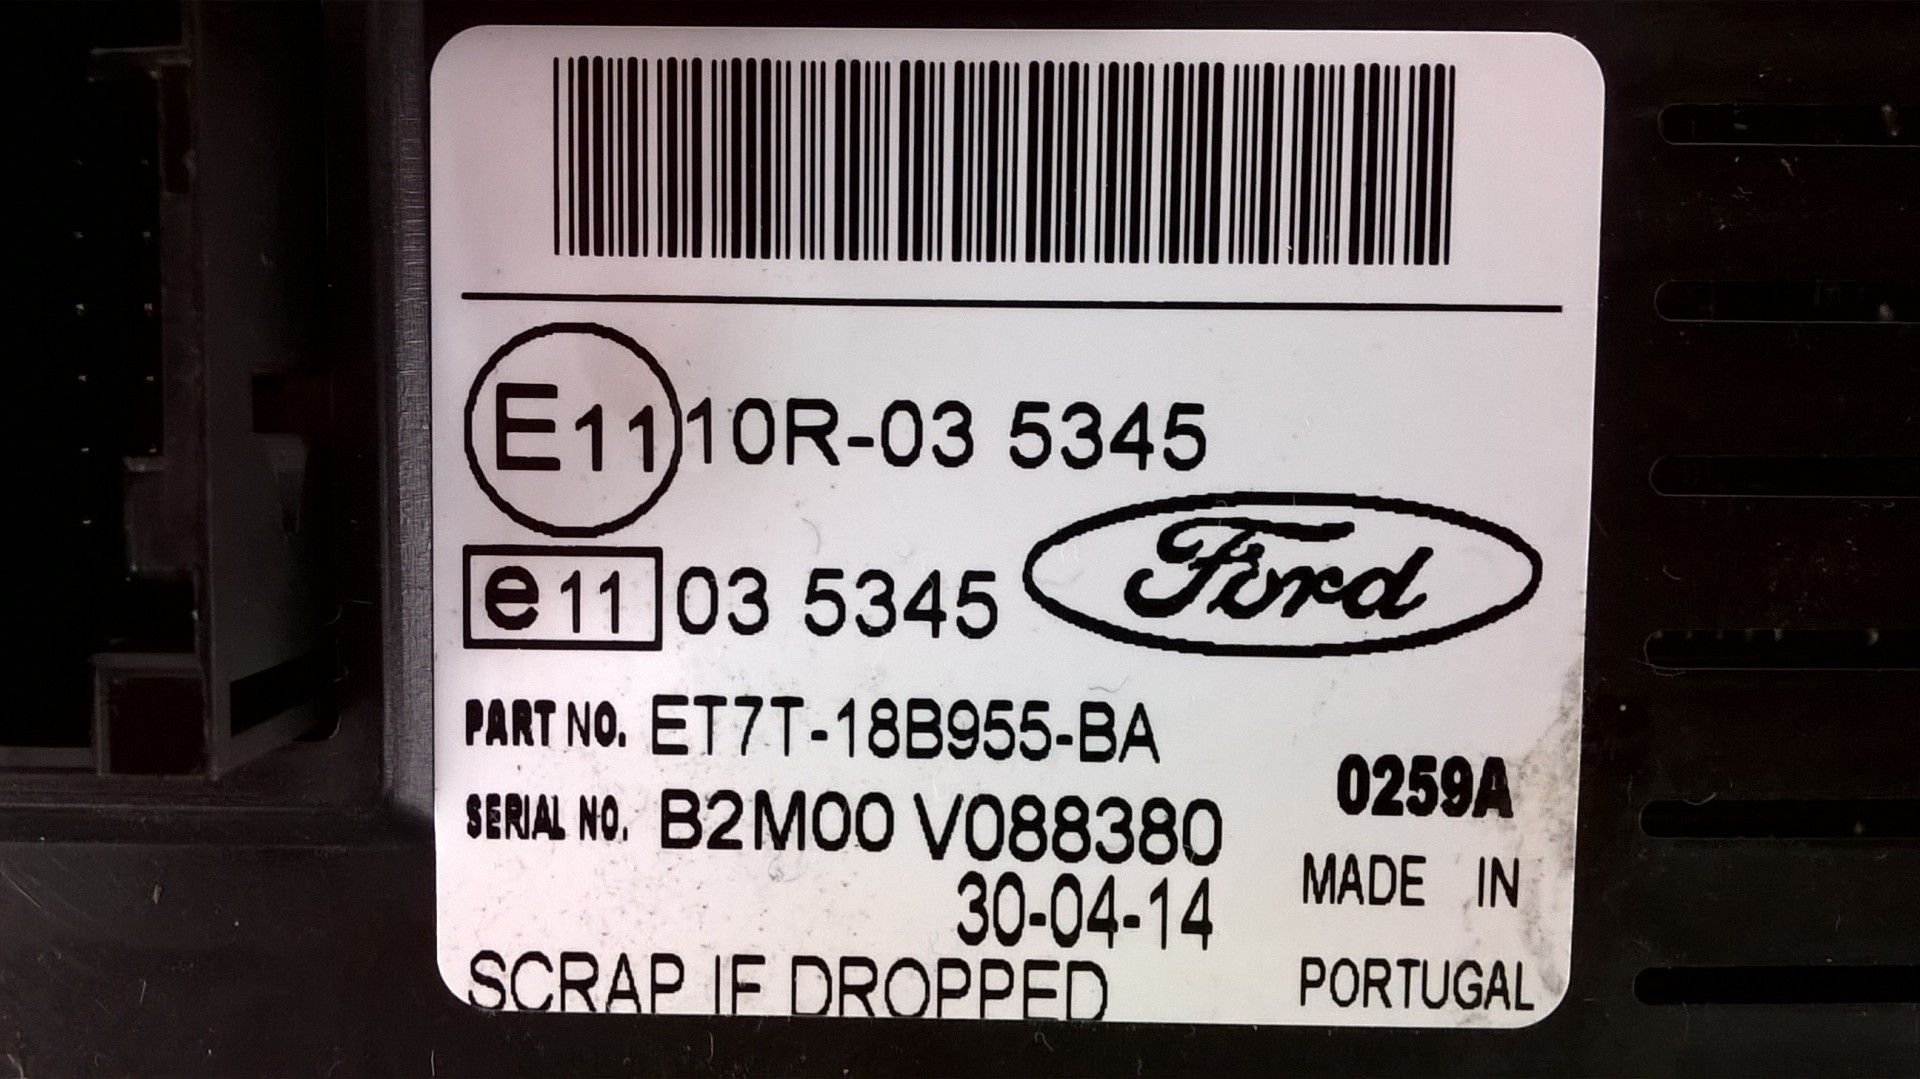 E11 10R-03 5345
e11 03 5345
Ford
PART NO. ET7T-18B955-BA
SERIAL NO. B2M00 V088380
0259A
30-04-14
MADE IN
SCRAP IF DROPPED
PORTUGAL